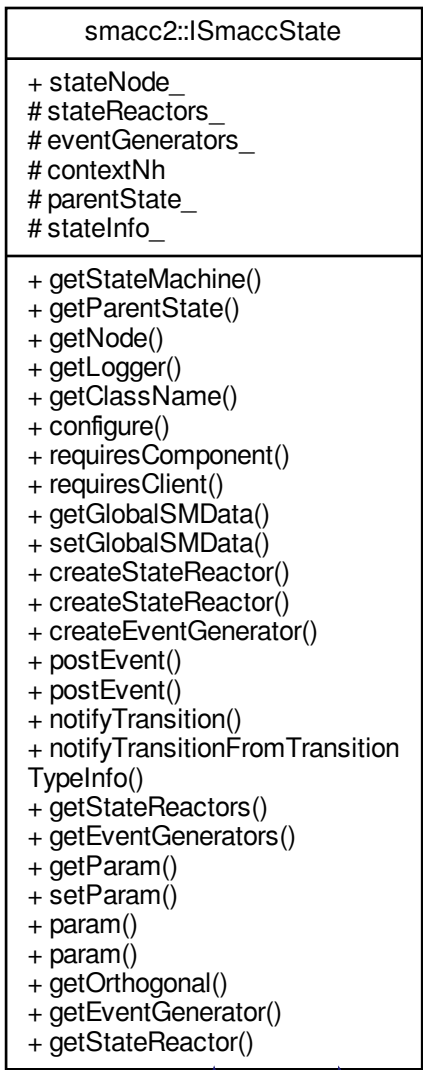 smacc2::ISmaccState
+ stateNode_
# stateReactors_
# eventGenerators_
# contextNh
# parentState_
# stateInfo_
+ getStateMachine()
+ getParentState()
+ getNode()
+ getLogger()
+ getClassName()
+ configure()
+ requiresComponent()
+ requiresClient()
+ getGlobalSMData()
+ setGlobalSMData()
+ createStateReactor()
+ createStateReactor()
+ createEventGenerator()
+ postEvent()
+ postEvent()
+ notifyTransition()
+ notifyTransitionFromTransition
TypeInfo()
+ getStateReactors()
+ getEventGenerators()
+ getParam()
+ setParam()
+ param()
+ param()
+ getOrthogonal()
+ getEventGenerator()
+ getStateReactor()